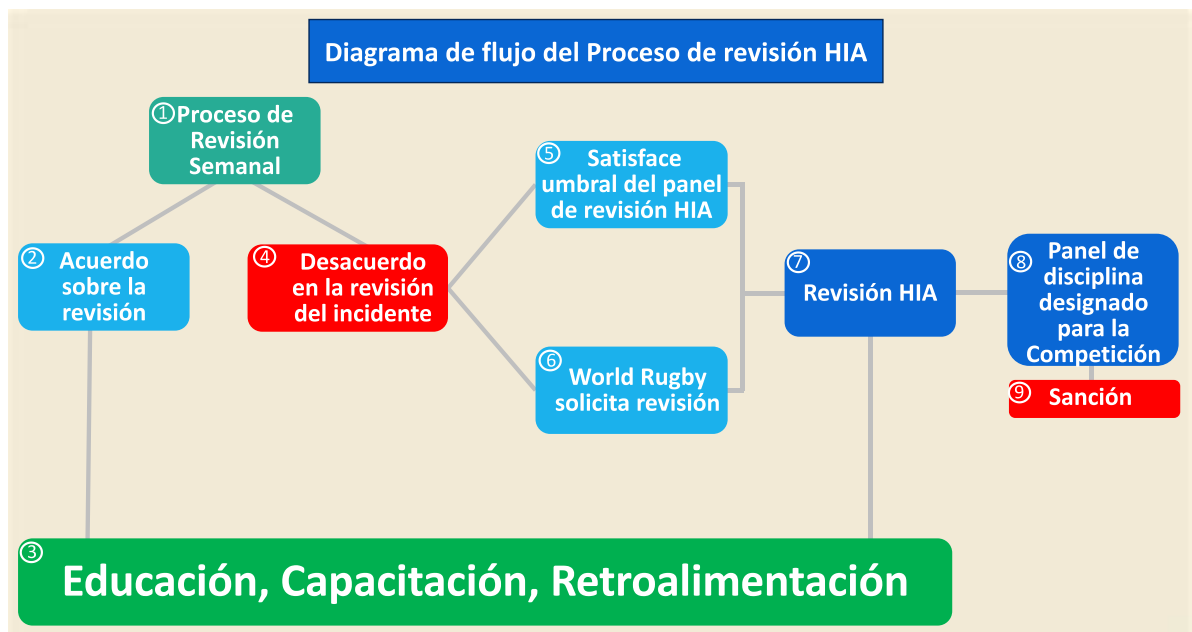 Diagrama de flujo del Proceso de revisión HIA
① Proceso de
Revisión
Semanal
② Acuerdo
sobre la
revisión
③
Educación, Capacitación, Retroalimentación
④ Desacuerdo
en la revisión
del incidente
⑤ Satisface
umbral del panel
de revisión HIA
⑥ World Rugby
solicita revisión
⑦
Revisión HIA
⑧ Panel de
disciplina
designado
para la
Competición
⑨ Sanción